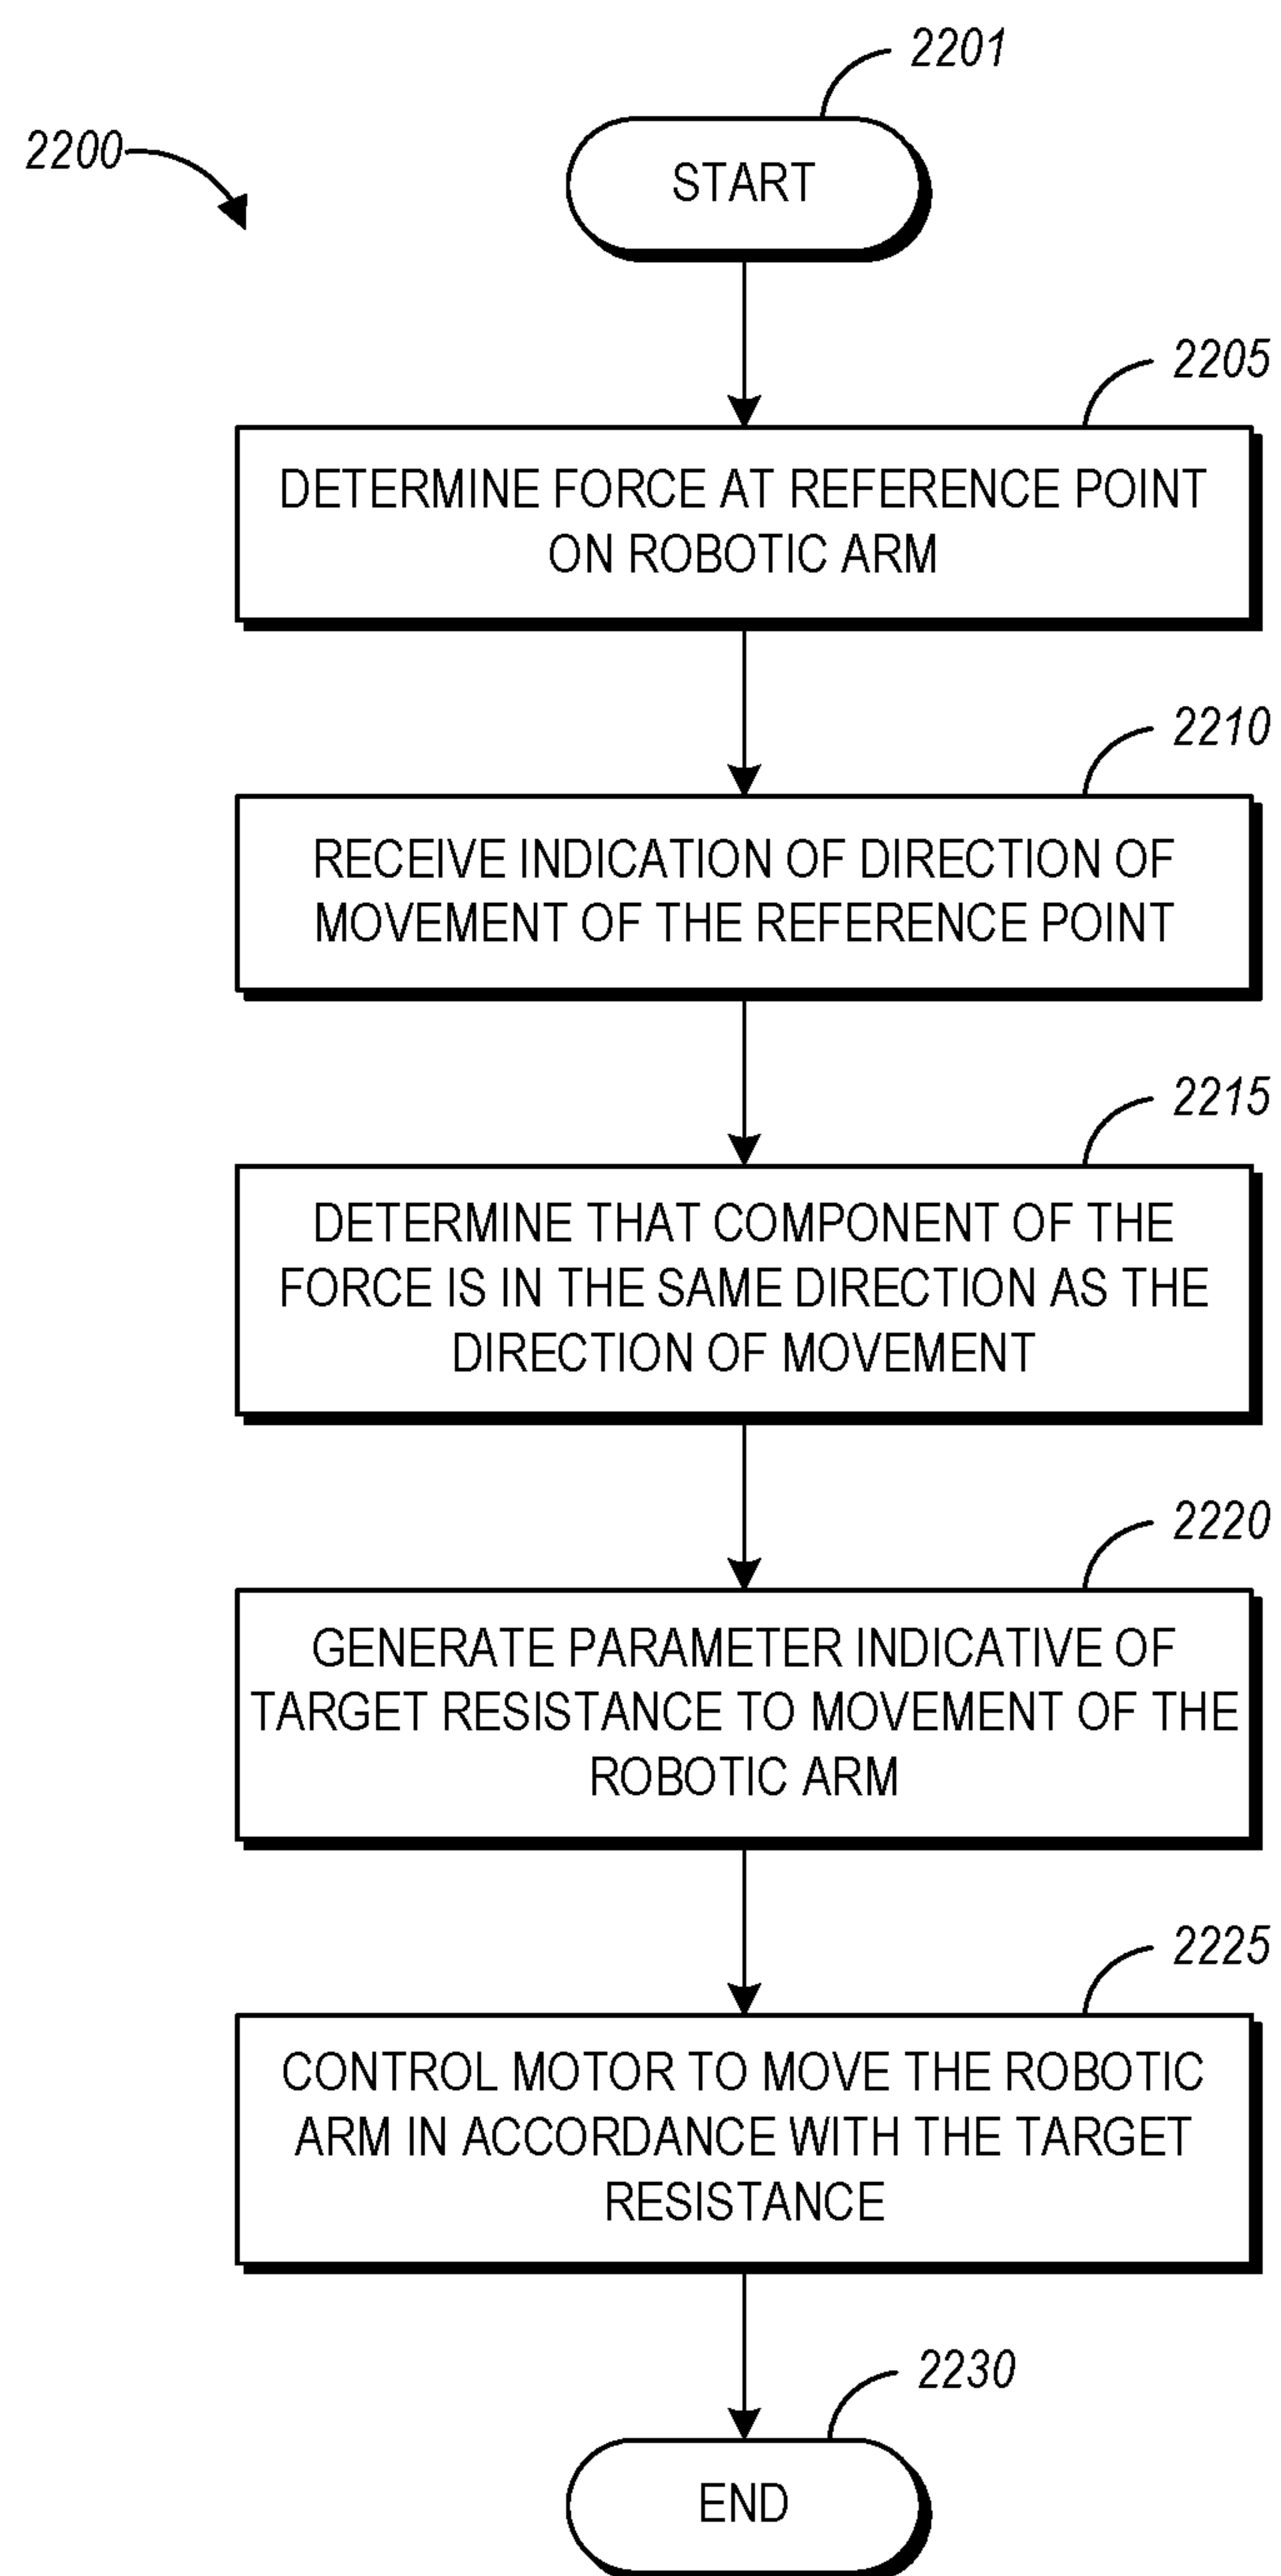 2201
2200
START
2205
DETERMINE FORCE AT REFERENCE POINT
ON ROBOTIC ARM
2210
RECEIVE INDICATION OF DIRECTION OF
MOVEMENT OF THE REFERENCE POINT
2215
DETERMINE THAT COMPONENT OF THE
FORCE IS IN THE SAME DIRECTION AS THE
DIRECTION OF MOVEMENT
2220
GENERATE PARAMETER INDICATIVE OF
TARGET RESISTANCE TO MOVEMENT OF THE
ROBOTIC ARM
2225
CONTROL MOTOR TO MOVE THE ROBOTIC
ARM IN ACCORDANCE WITH THE TARGET
RESISTANCE
2230
END